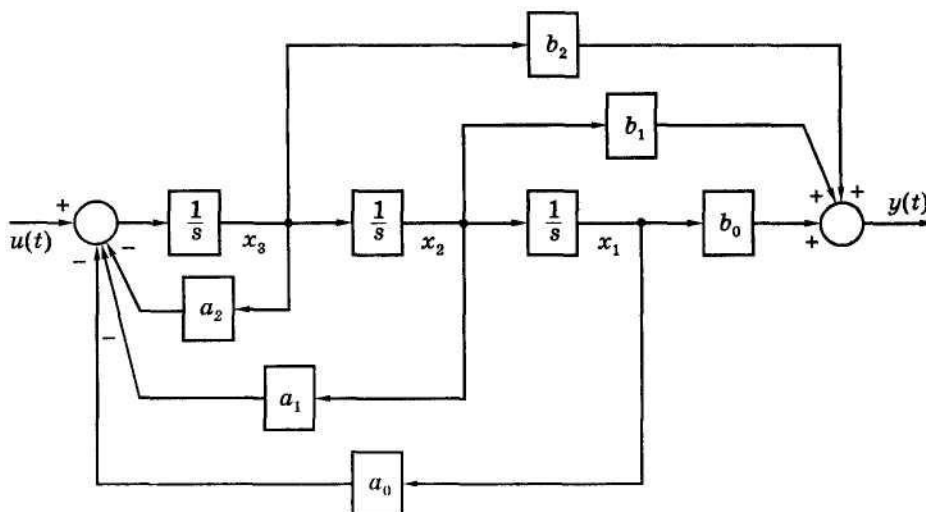 b₂
b₁
+ + +
u(t) 1/s x₃ 1/s x₂ 1/s x₁ b₀ + y(t)
− −
a₂
−
a₁
a₀